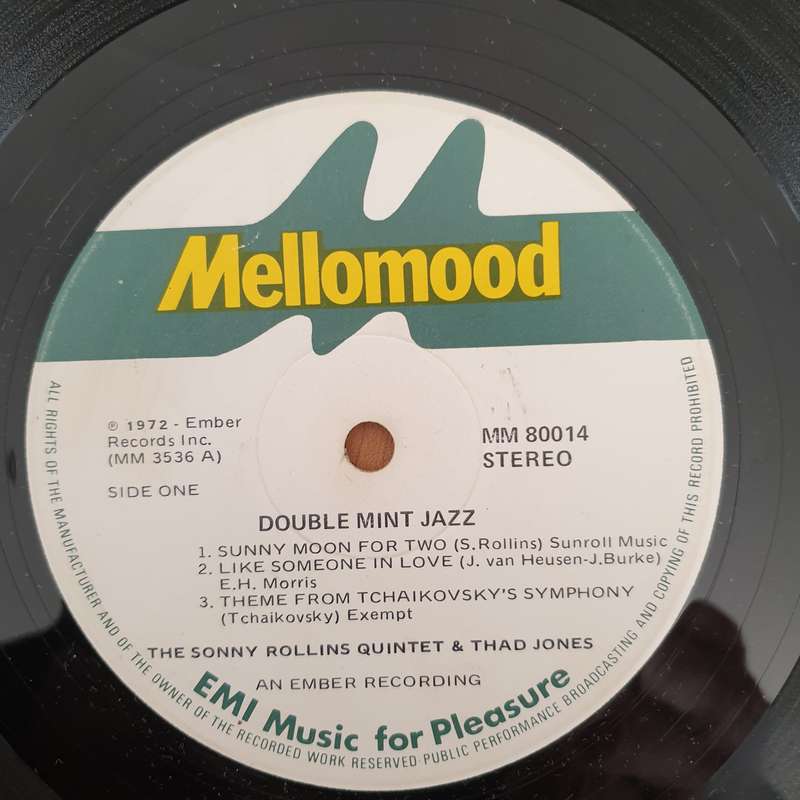 Mellomood
℗ 1972 - Ember
Records Inc.
(MM 3536 A)
SIDE ONE
MM 80014
STEREO
DOUBLE MINT JAZZ
1. SUNNY MOON FOR TWO (S.Rollins) Sunroll Music
2. LIKE SOMEONE IN LOVE (J. van Heusen-J.Burke)
E.H. Morris
3. THEME FROM TCHAIKOVSKY'S SYMPHONY
(Tchaikovsky) Exempt
THE SONNY ROLLINS QUINTET & THAD JONES
AN EMBER RECORDING
EMI Music for Pleasure
ALL RIGHTS OF THE MANUFACTURER AND OF THE OWNER OF THE RECORDED WORK RESERVED PUBLIC PERFORMANCE BROADCASTING AND COPYING OF THIS RECORD PROHIBITED